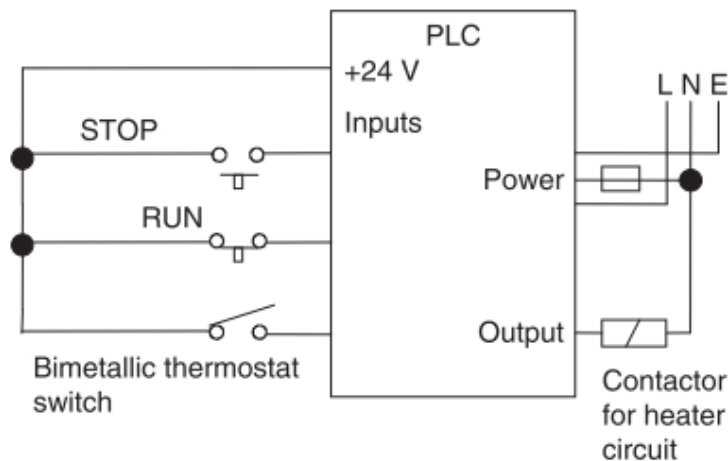 PLC
+24 V
L N E
STOP
Inputs
Power
RUN
Output
Bimetallic thermostat
switch
Contactor
for heater
circuit